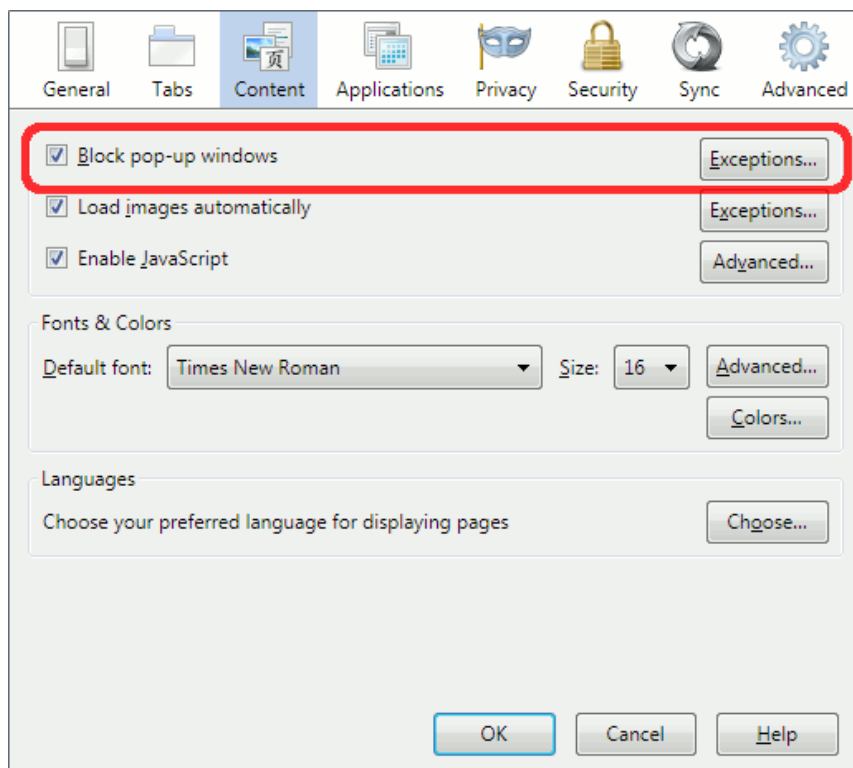 页
General Tabs Content Applications Privacy Security Sync Advanced
Block pop-up windows Exceptions...
Load images automatically Exceptions...
Enable JavaScript Advanced...
Fonts & Colors
Default font: Times New Roman Size: 16 Advanced...
Colors...
Languages
Choose your preferred language for displaying pages Choose...
OK Cancel Help